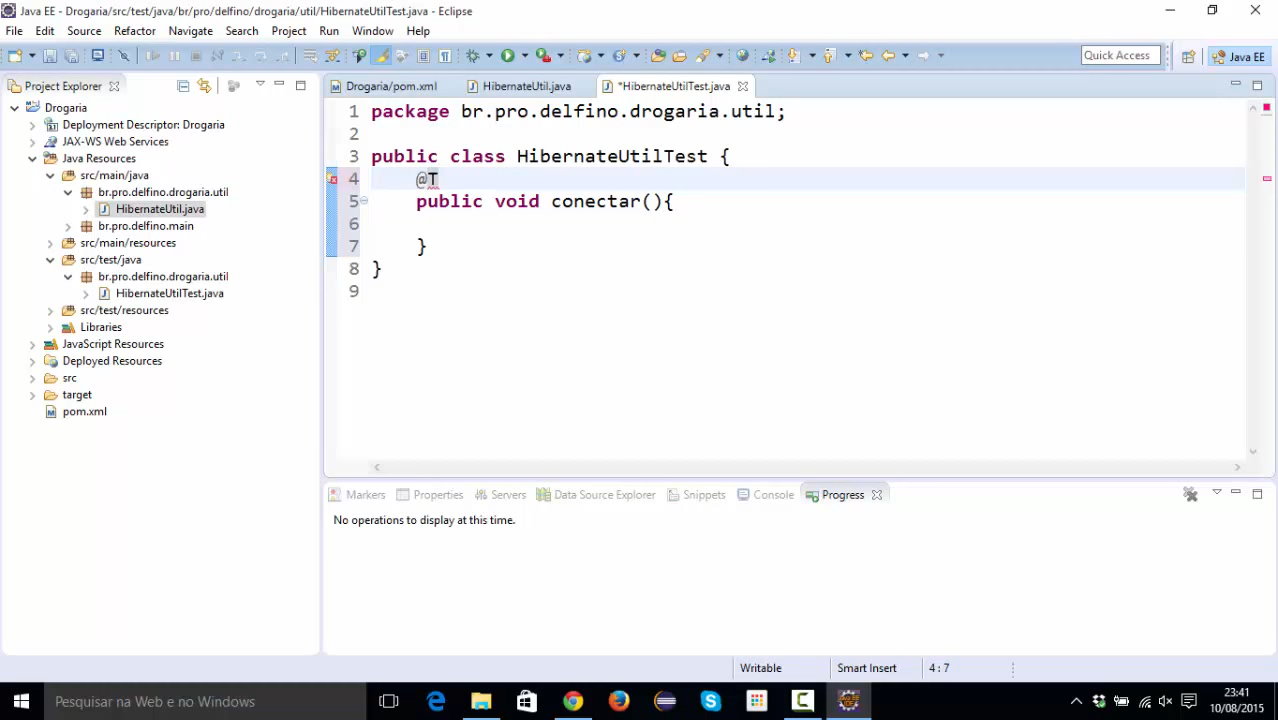 Java EE - Drogaria/src/test/java/br/pro/delfino/drogaria/util/HibernateUtilTest.java - Eclipse
File Edit Source Refactor Navigate Search Project Run Window Help
Quick Access
Java EE
Project Explorer
Drogaria/pom.xml
HibernateUtil.java
*HibernateUtilTest.java
Drogaria
Deployment Descriptor: Drogaria
JAX-WS Web Services
Java Resources
src/main/java
br.pro.delfino.drogaria.util
HibernateUtil.java
br.pro.delfino.main
src/main/resources
src/test/java
br.pro.delfino.drogaria.util
HibernateUtilTest.java
src/test/resources
Libraries
JavaScript Resources
Deployed Resources
src
target
pom.xml
1 package br.pro.delfino.drogaria.util;
2
3 public class HibernateUtilTest {
4 @T
5 public void conectar(){
6
7 }
8 }
9
Markers Properties Servers Data Source Explorer Snippets Console Progress
No operations to display at this time.
Writable Smart Insert 4 : 7
Pesquisar na Web e no Windows
23:41
10/08/2015